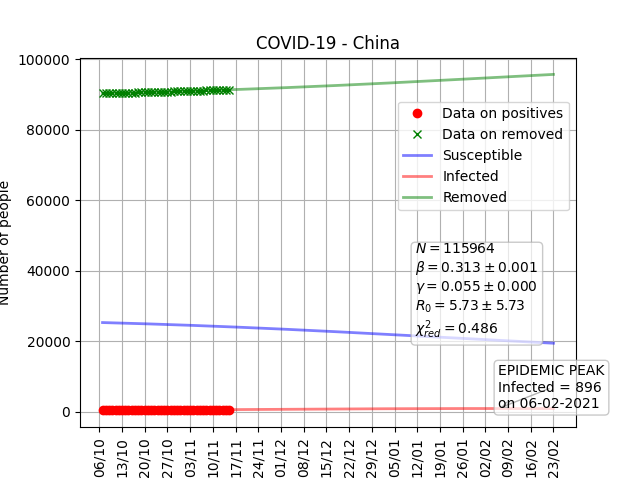 COVID-19 - China
Number of people
100000
80000
60000
40000
20000
0
Data on positives
Data on removed
Susceptible
Infected
Removed
N = 115964
β = 0.313 ± 0.001
γ = 0.055 ± 0.000
R₀ = 5.73 ± 5.73
χ²_red = 0.486
EPIDEMIC PEAK
Infected = 896
on 06-02-2021
06/10
13/10
20/10
27/10
03/11
10/11
17/11
24/11
01/12
08/12
15/12
22/12
29/12
05/01
12/01
19/01
26/01
02/02
09/02
16/02
23/02